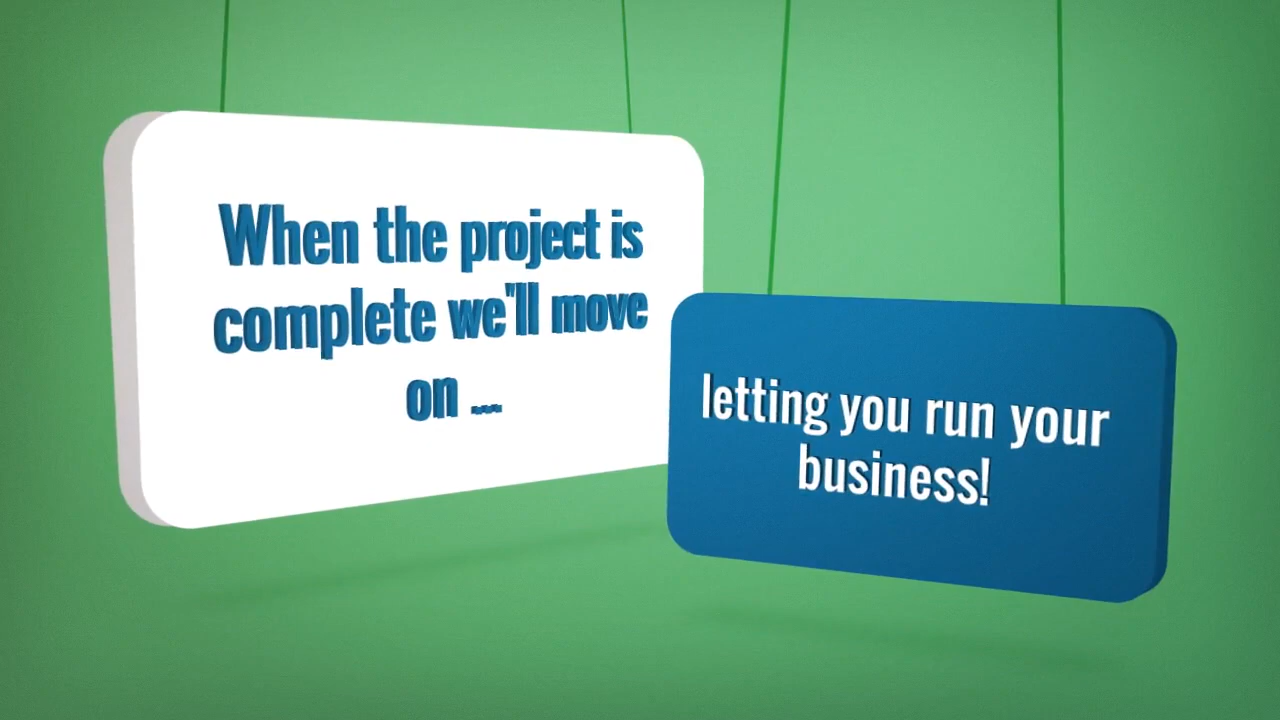 When the project is
complete we'll move
on ...
letting you run your
business!